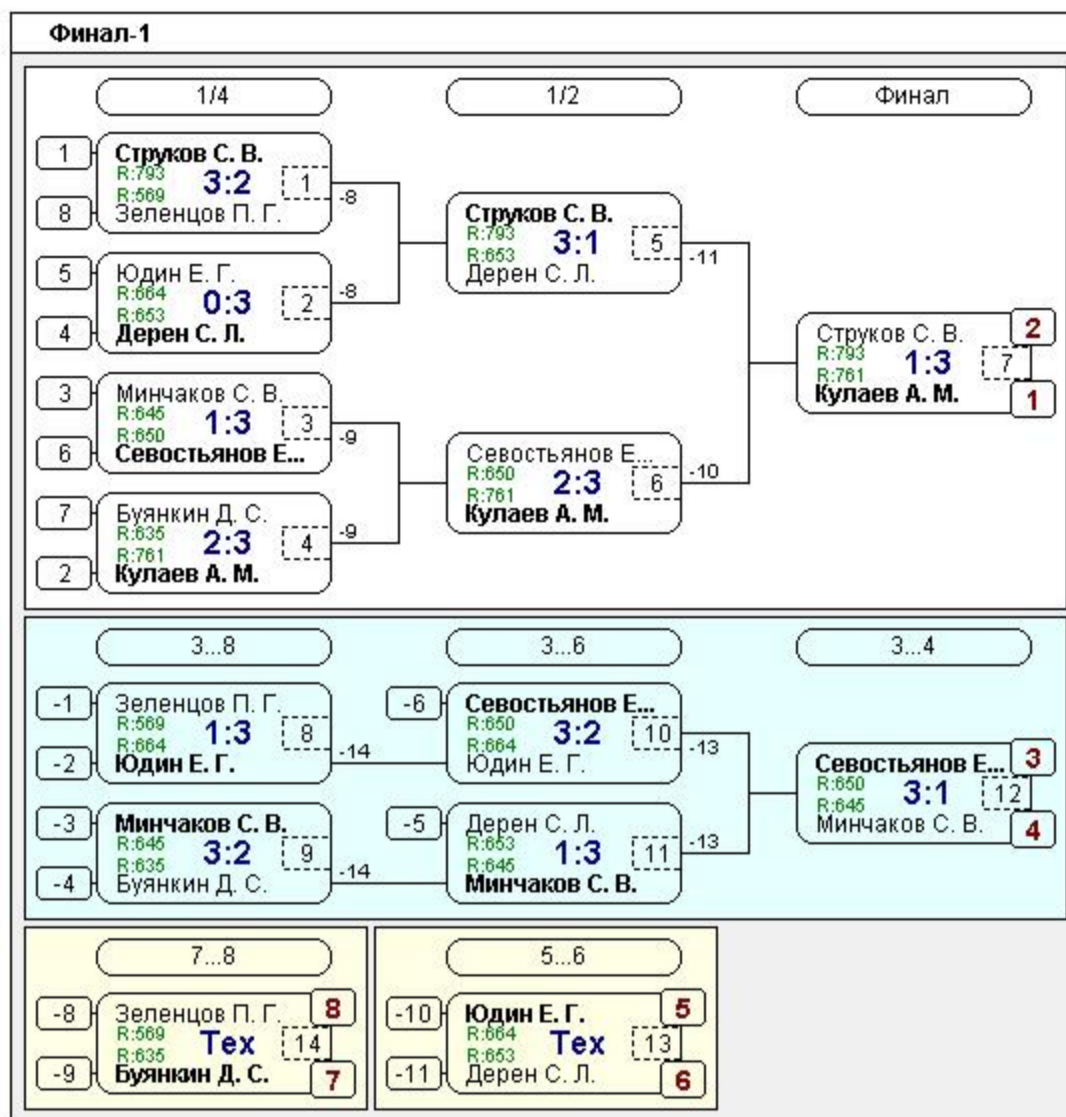 Финал-1
1/4 1/2 Финал
1 Струков С. В.
R:793 3:2 1
R:569 -8
8 Зеленцов П. Г.
Струков С. В.
R:793 3:1 5
R:653 -11
Дерен С. Л.
5 Юдин Е. Г.
R:664 0:3 2 -8
R:653
4 Дерен С. Л.
Струков С. В. 2
R:793 1:3 7
R:761
Кулаев А. М. 1
3 Минчаков С. В.
R:645 1:3 3
R:650 -9
6 Севостьянов Е...
Севостьянов Е...
R:650 2:3 6 -10
R:761
Кулаев А. М.
7 Буянкин Д. С.
R:635 2:3 4 -9
R:761
2 Кулаев А. М.
3...8 3...6 3...4
-1 Зеленцов П. Г.
R:569 1:3 8
R:664 -14
-2 Юдин Е. Г.
-6 Севостьянов Е...
R:650 3:2 10
R:664 -13
Юдин Е. Г.
Севостьянов Е... 3
R:650 3:1 12
R:645
Минчаков С. В. 4
-3 Минчаков С. В.
R:645 3:2 9
R:635 -14
-4 Буянкин Д. С.
-5 Дерен С. Л.
R:653 1:3 11 -13
R:645
Минчаков С. В.
7...8 5...6
-8 Зеленцов П. Г. 8
R:569 Тех 14
R:635
-9 Буянкин Д. С. 7
-10 Юдин Е. Г. 5
R:664 Тех 13
R:653
-11 Дерен С. Л. 6